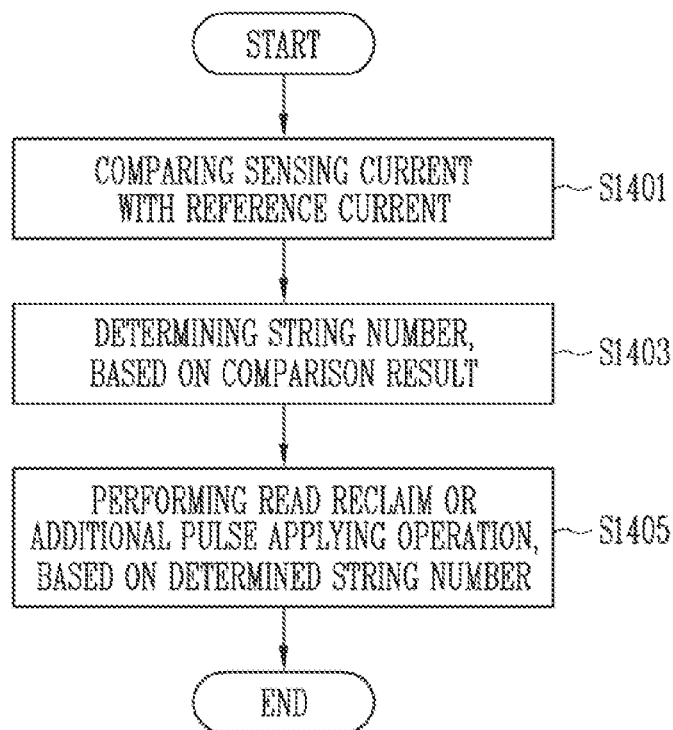 START
COMPARING SENSING CURRENT
WITH REFERENCE CURRENT
S1401
DETERMINING STRING NUMBER,
BASED ON COMPARISON RESULT
S1403
PERFORMING READ RECLAIM OR
ADDITIONAL PULSE APPLYING OPERATION,
BASED ON DETERMINED STRING NUMBER
S1405
END